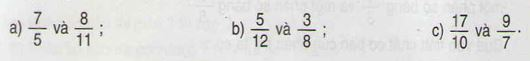 a) 7/5 và 8/11 ; b) 5/12 và 3/8 ; c) 17/10 và 9/7 .